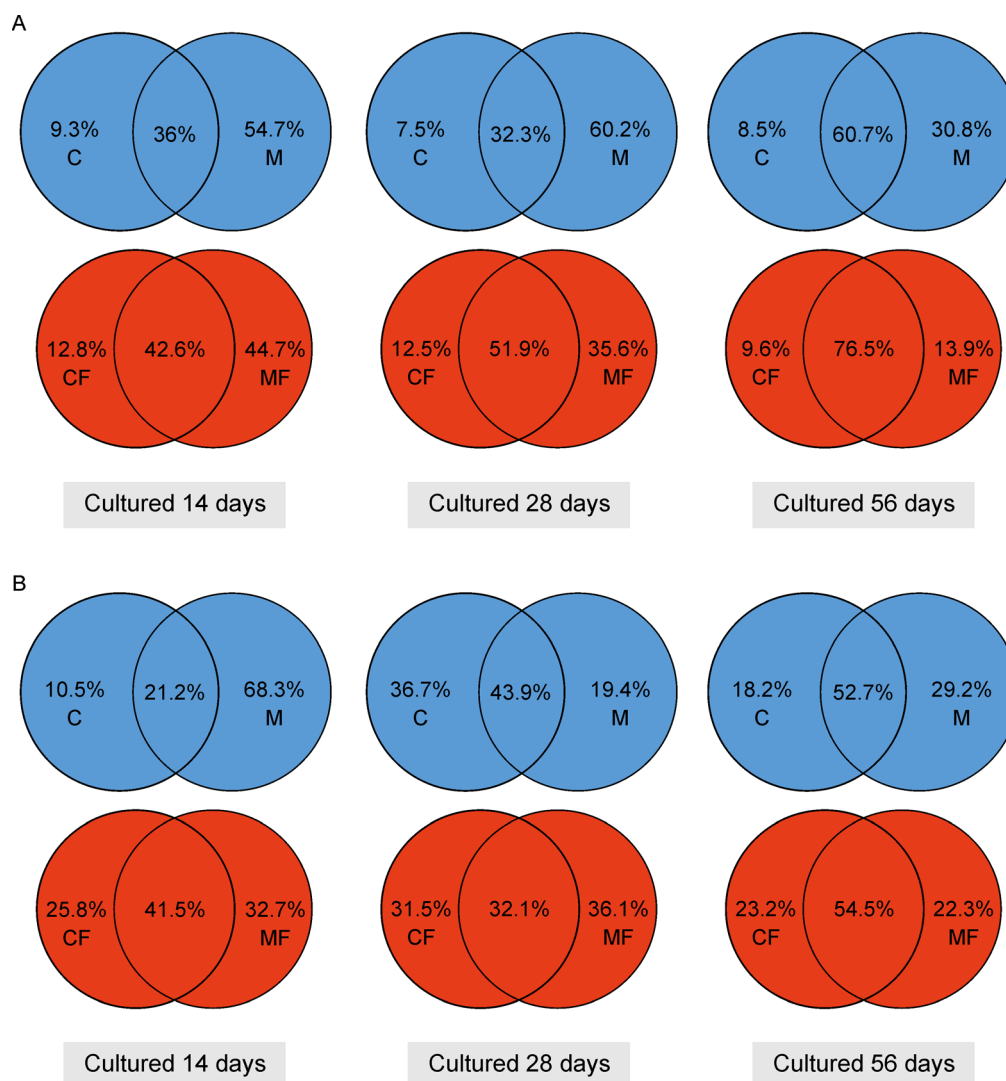 A
9.3% 36% 54.7% 7.5% 32.3% 60.2% 8.5% 60.7% 30.8%
C M C M C M
12.8% 42.6% 44.7% 12.5% 51.9% 35.6% 9.6% 76.5% 13.9%
CF MF CF MF CF MF
Cultured 14 days Cultured 28 days Cultured 56 days
B
10.5% 21.2% 68.3% 36.7% 43.9% 19.4% 18.2% 52.7% 29.2%
C M C M C M
25.8% 41.5% 32.7% 31.5% 32.1% 36.1% 23.2% 54.5% 22.3%
CF MF CF MF CF MF
Cultured 14 days Cultured 28 days Cultured 56 days